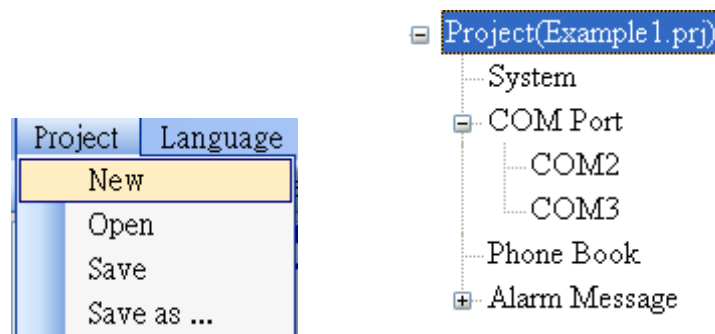 Project Language
New
Open
Save
Save as ...
Project(Example1.prj)
System
COM Port
COM2
COM3
Phone Book
Alarm Message